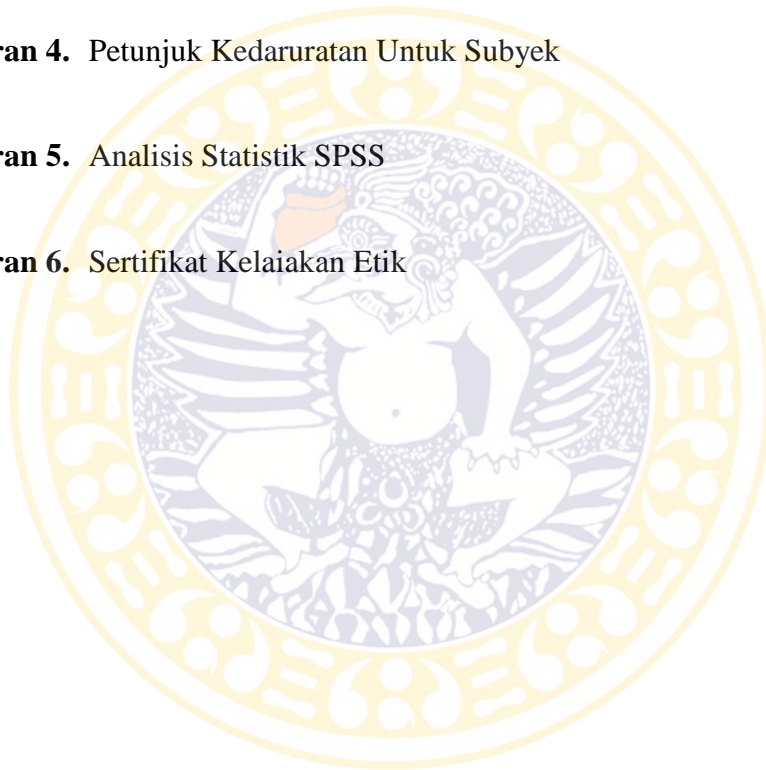 ran 4. Petunjuk Kedaruratan Untuk Subyek
ran 5. Analisis Statistik SPSS
ran 6. Sertifikat Kelaiakan Etik